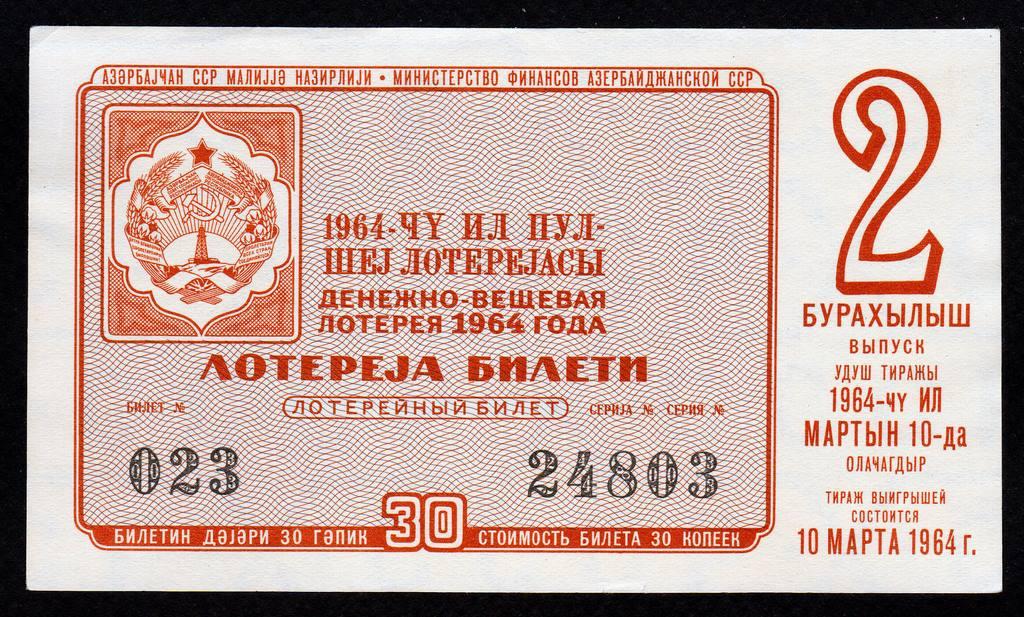 АЗӘРБАЈЧАН ССР МАЛИЈЈӘ НАЗИРЛИЈИ • МИНИСТЕРСТВО ФИНАНСОВ АЗЕРБАЙДЖАНСКОЙ ССР
1964-ЧҮ ИЛ ПУЛ-
ШЕЈ ЛОТЕРЕЈАСЫ
ДЕНЕЖНО-ВЕЩЕВАЯ
ЛОТЕРЕЯ 1964 ГОДА
ЛОТЕРЕЈА БИЛЕТИ
БИЛЕТ №
ЛОТЕРЕЙНЫЙ БИЛЕТ
СЕРИЈА № СЕРИЯ №
023
24803
БИЛЕТИН ДӘЈӘРИ 30 ГӘПИК
30
СТОИМОСТЬ БИЛЕТА 30 КОПЕЕК
2
БУРАХЫЛЫШ
ВЫПУСК
УДУШ ТИРАЖЫ
1964-ЧҮ ИЛ
МАРТЫН 10-да
ОЛАЧАГДЫР
ТИРАЖ ВЫИГРЫШЕЙ
СОСТОИТСЯ
10 МАРТА 1964 г.